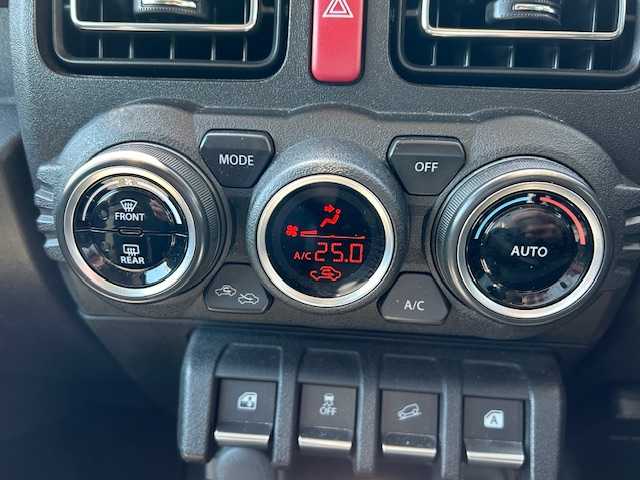 MODE
OFF
FRONT
REAR
A/C 25.0
AUTO
A/C
OFF
A